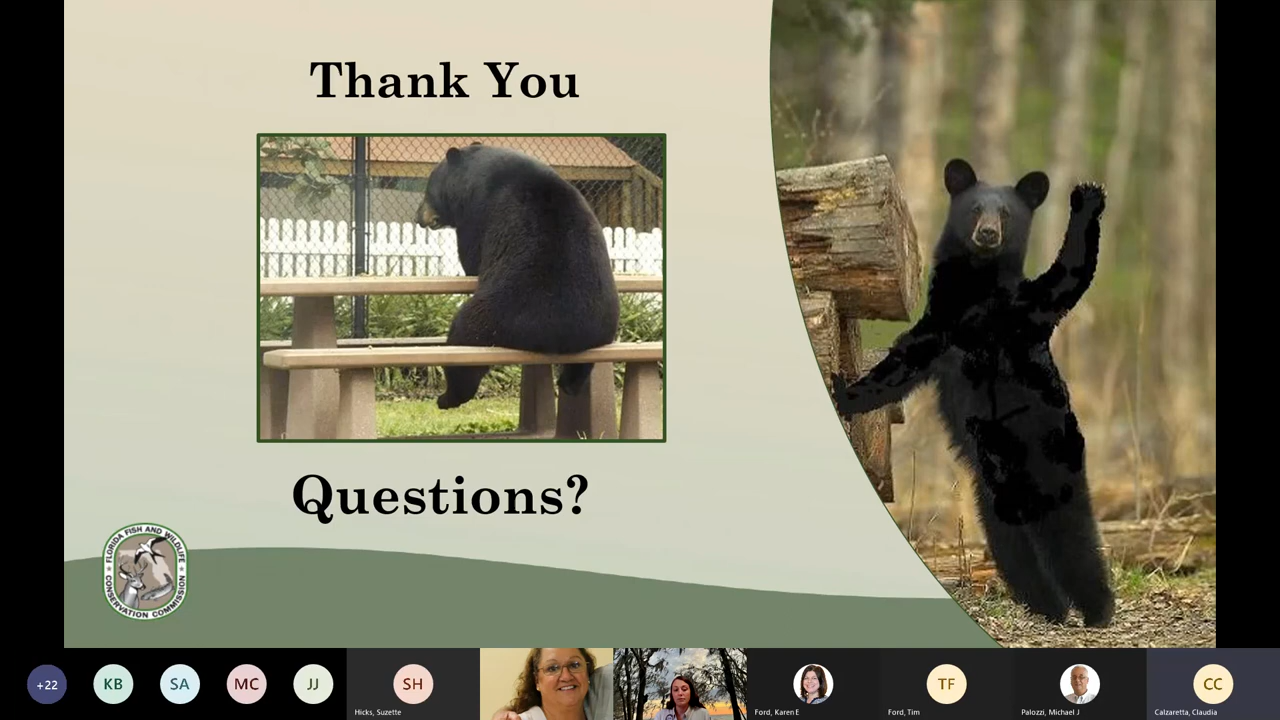 Thank You
Questions?
FLORIDA FISH AND WILDLIFE
CONSERVATION COMMISSION
+22
KB
SA
MC
JJ
SH
Hicks, Suzette
Ford, Karen E
TF
Ford, Tim
Palozzi, Michael J
CC
Calzaretta, Claudia